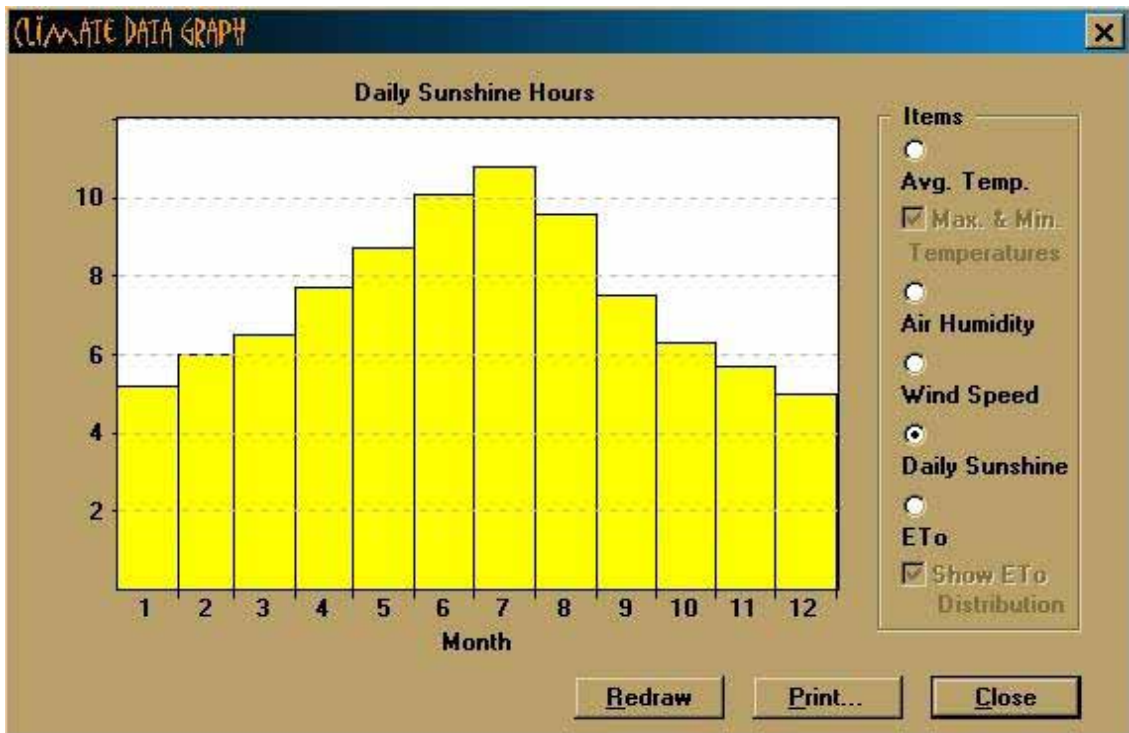 CLIMATE DATA GRAPH
Daily Sunshine Hours
10
8
6
4
2
1 2 3 4 5 6 7 8 9 10 11 12
Month
Items
Avg. Temp.
Max. & Min.
Temperatures
Air Humidity
Wind Speed
Daily Sunshine
ETo
Show ETo
Distribution
Redraw Print... Close